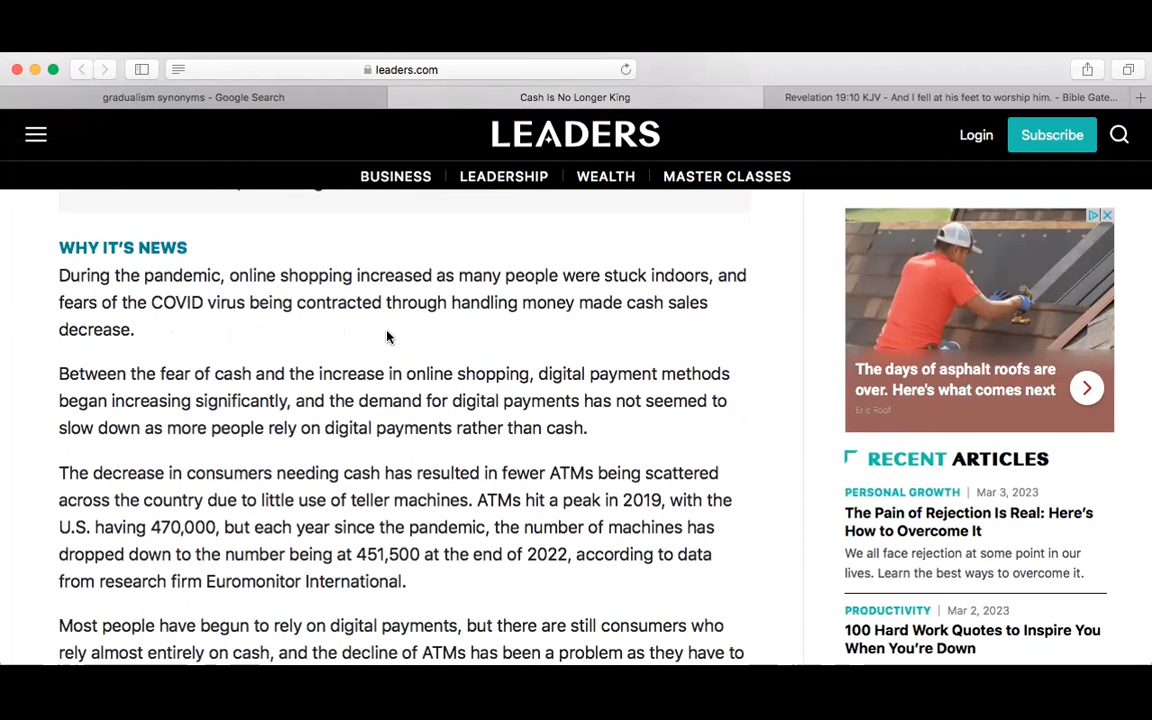 leaders.com
gradualism synonyms - Google Search
Cash Is No Longer King
Revelation 19:10 KJV - And I fell at his feet to worship him. - Bible Gate...
LEADERS
Login
Subscribe
BUSINESS
LEADERSHIP
WEALTH
MASTER CLASSES
WHY IT'S NEWS
During the pandemic, online shopping increased as many people were stuck indoors, and
fears of the COVID virus being contracted through handling money made cash sales
decrease.
Between the fear of cash and the increase in online shopping, digital payment methods
began increasing significantly, and the demand for digital payments has not seemed to
slow down as more people rely on digital payments rather than cash.
The decrease in consumers needing cash has resulted in fewer ATMs being scattered
across the country due to little use of teller machines. ATMs hit a peak in 2019, with the
U.S. having 470,000, but each year since the pandemic, the number of machines has
dropped down to the number being at 451,500 at the end of 2022, according to data
from research firm Euromonitor International.
Most people have begun to rely on digital payments, but there are still consumers who
rely almost entirely on cash, and the decline of ATMs has been a problem as they have to
The days of asphalt roofs are
over. Here's what comes next
Erie Roof
RECENT ARTICLES
PERSONAL GROWTH | Mar 3, 2023
The Pain of Rejection Is Real: Here's
How to Overcome It
We all face rejection at some point in our
lives. Learn the best ways to overcome it.
PRODUCTIVITY | Mar 2, 2023
100 Hard Work Quotes to Inspire You
When You're Down